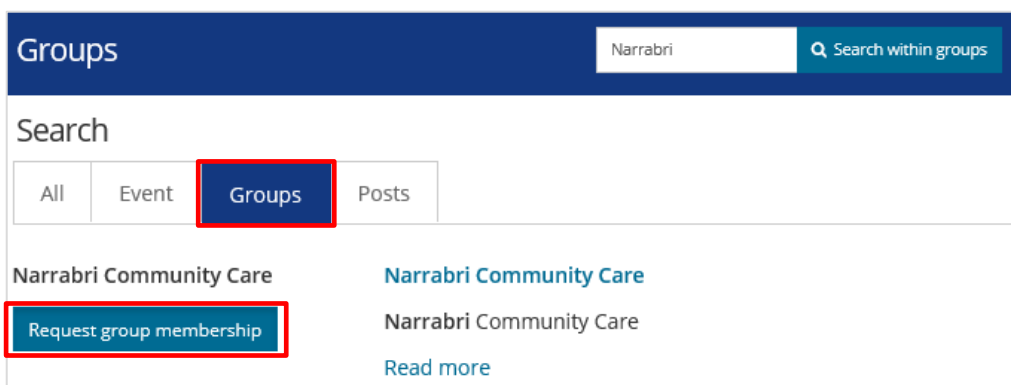 Groups
Narrabri
Search within groups
Search
All
Event
Groups
Posts
Narrabri Community Care
Request group membership
Narrabri Community Care
Narrabri Community Care
Read more